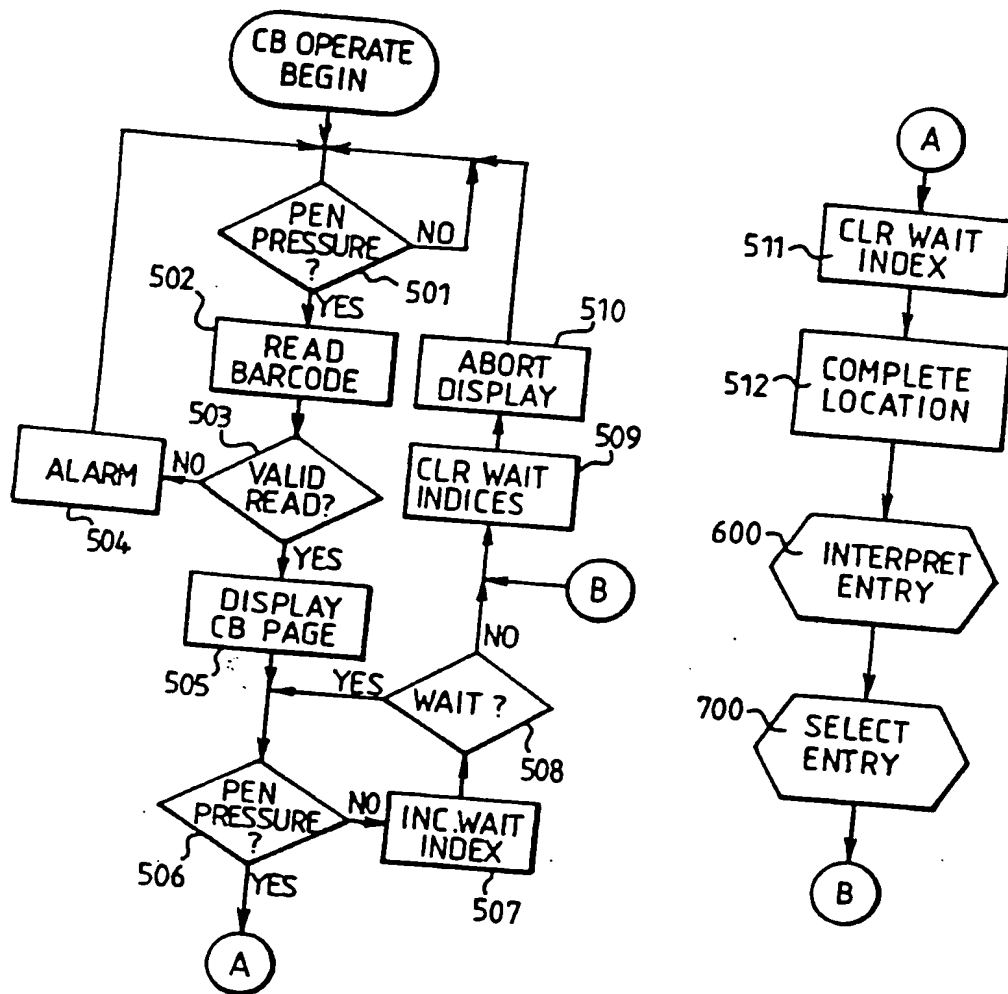 CB OPERATE
BEGIN
PEN
PRESSURE
?
NO
501
YES
502
READ
BARCODE
503
VALID
READ?
NO
ALARM
504
YES
DISPLAY
CB PAGE
505
YES
PEN
PRESSURE
?
NO
506
YES
A
INC. WAIT
INDEX
507
WAIT ?
508
NO
B
CLR WAIT
INDICES
509
ABORT
DISPLAY
510
A
511
CLR WAIT
INDEX
512
COMPLETE
LOCATION
600
INTERPRET
ENTRY
700
SELECT
ENTRY
B